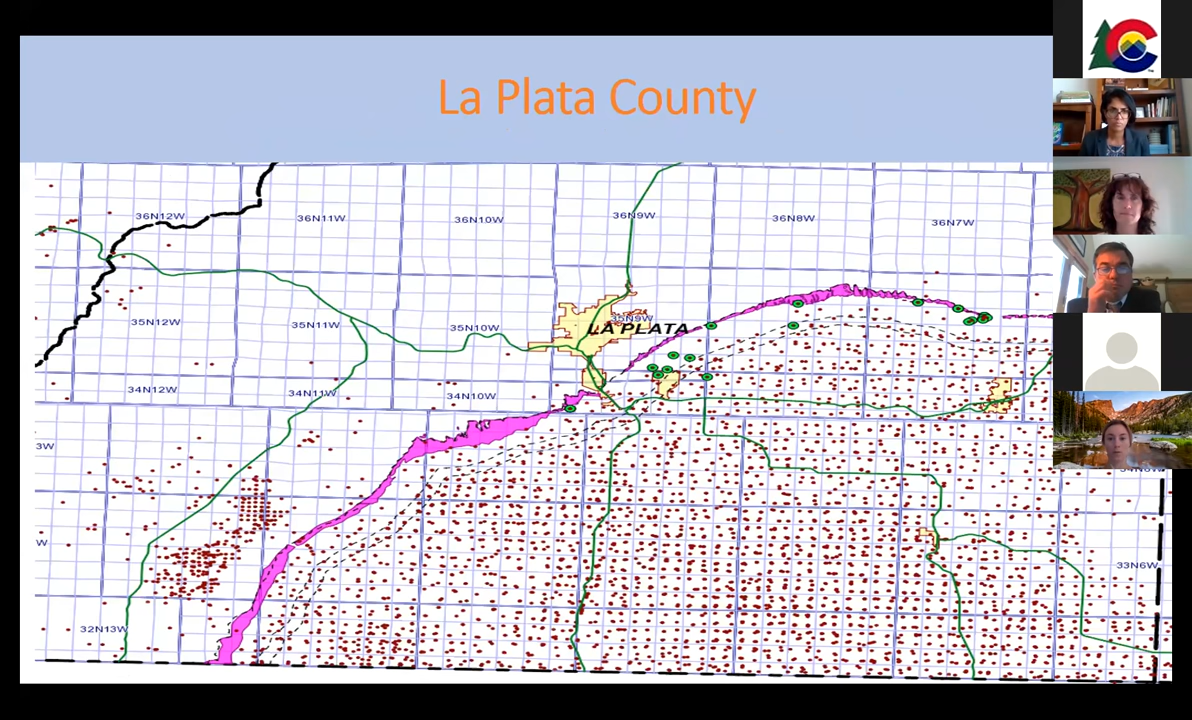 La Plata County
36N12W
36N11W
36N10W
36N9W
36N8W
36N7W
35N12W
35N11W
35N10W
35N9W
LA PLATA
34N12W
34N11W
34N10W
3W
W
33N6W
32N13W